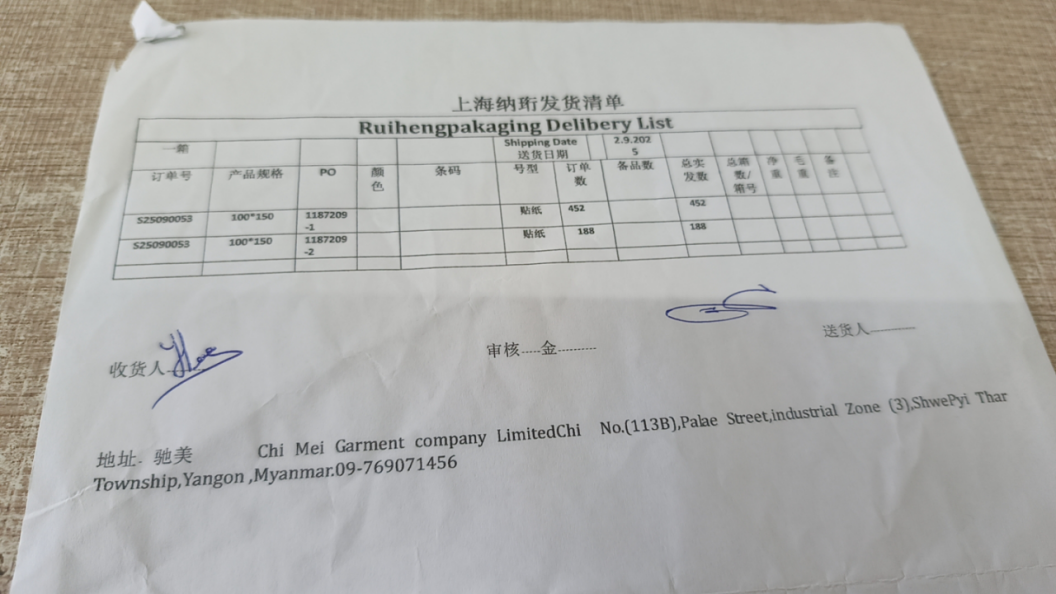 上海纳珩发货清单
Ruihengpakaging Delibery List
一箱 Shipping Date 送货日期 2.9.2025
订单号 产品规格 PO 颜色 条码 号型 订单数 备品数 总实发数 总箱数/箱号 净重 毛重 备注
S25090053 100*150 1187209-1 贴纸 452 452
S25090053 100*150 1187209-2 贴纸 188 188
收货人 审核.....金.......... 送货人
地址- 驰美 Chi Mei Garment company LimitedChi No.(113B),Palae Street,industrial Zone (3),ShwePyi Thar
Township,Yangon ,Myanmar.09-769071456